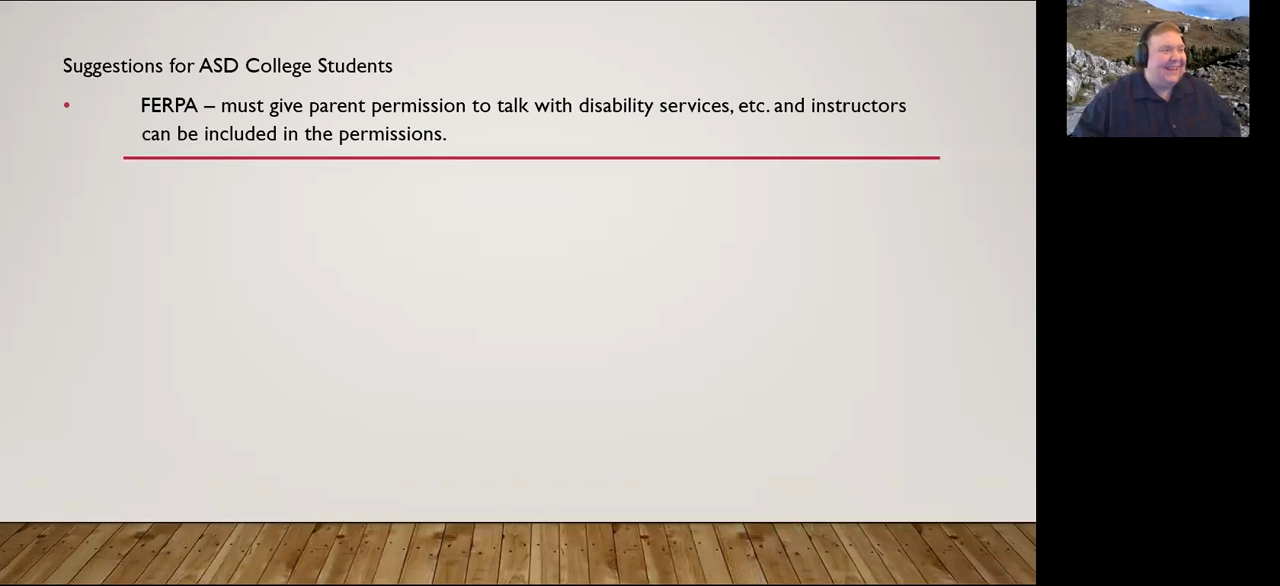 Suggestions for ASD College Students
• FERPA – must give parent permission to talk with disability services, etc. and instructors
can be included in the permissions.